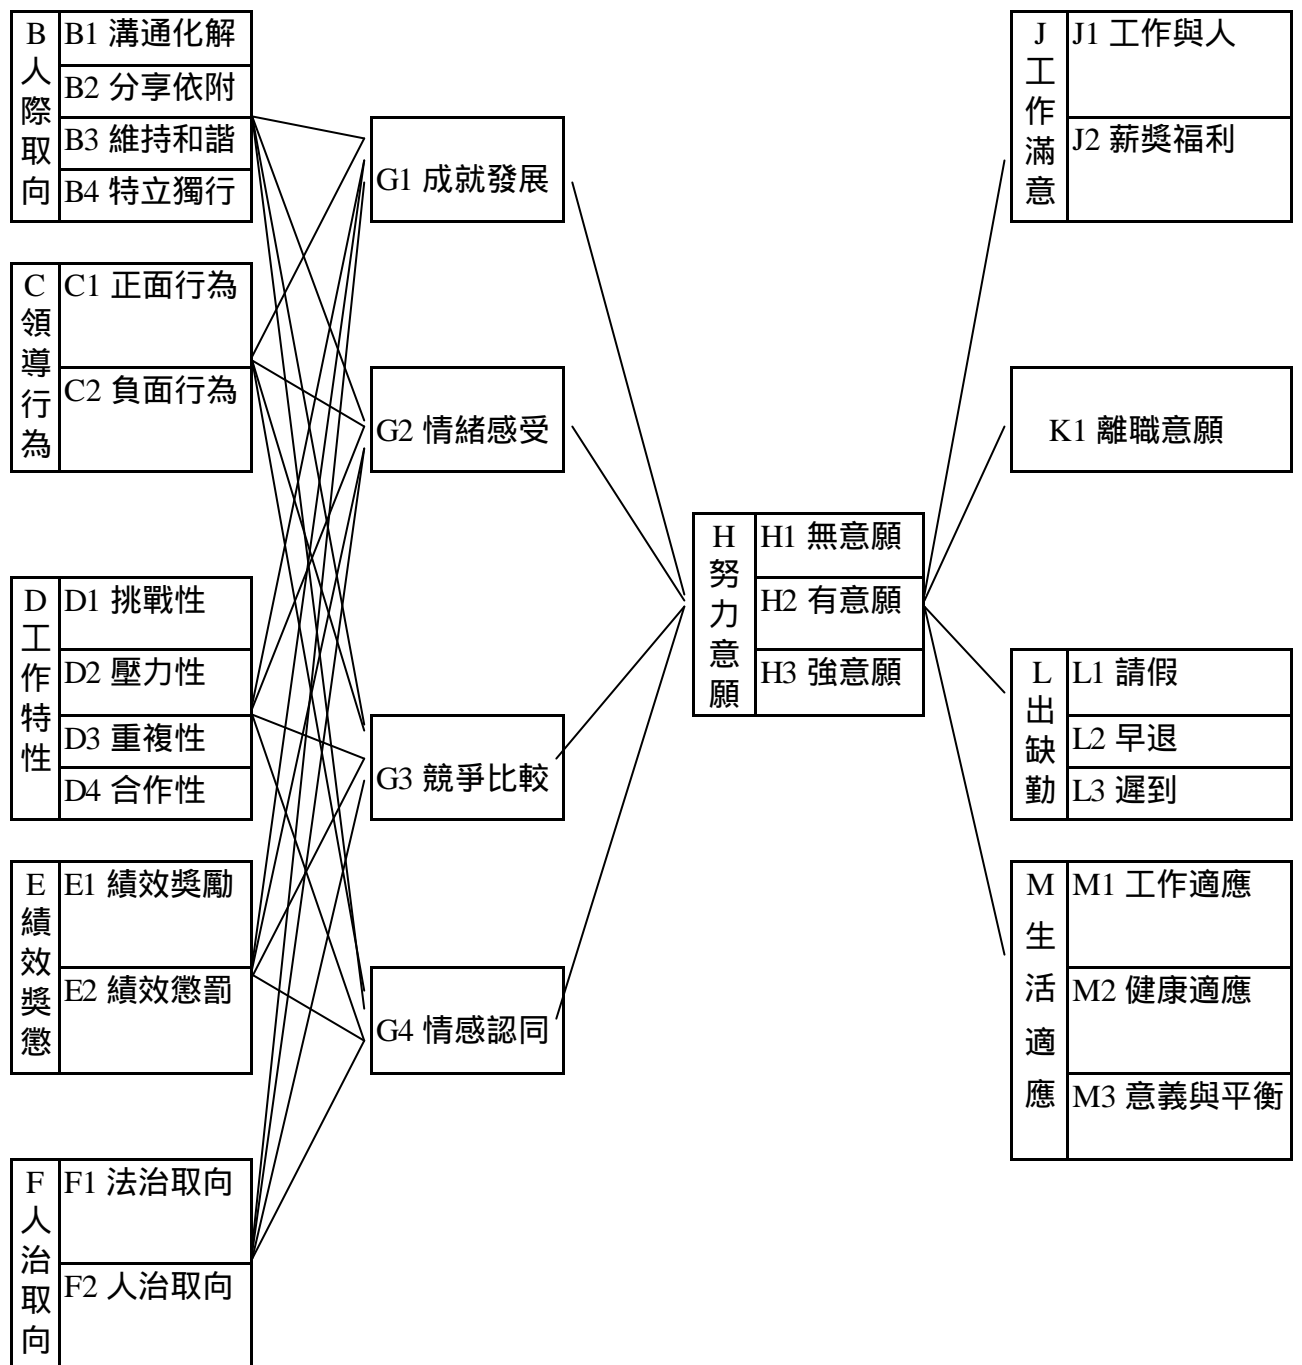 B人際取向
B1 溝通化解
B2 分享依附
B3 維持和諧
B4 特立獨行
C領導行為
C1 正面行為
C2 負面行為
D工作特性
D1 挑戰性
D2 壓力性
D3 重複性
D4 合作性
E績效獎懲
E1 績效獎勵
E2 績效懲罰
F人治取向
F1 法治取向
F2 人治取向
G1 成就發展
G2 情緒感受
G3 競爭比較
G4 情感認同
H努力意願
H1 無意願
H2 有意願
H3 強意願
J工作滿意
J1 工作與人
J2 薪獎福利
K1 離職意願
L出缺勤
L1 請假
L2 早退
L3 遲到
M生活適應
M1 工作適應
M2 健康適應
M3 意義與平衡